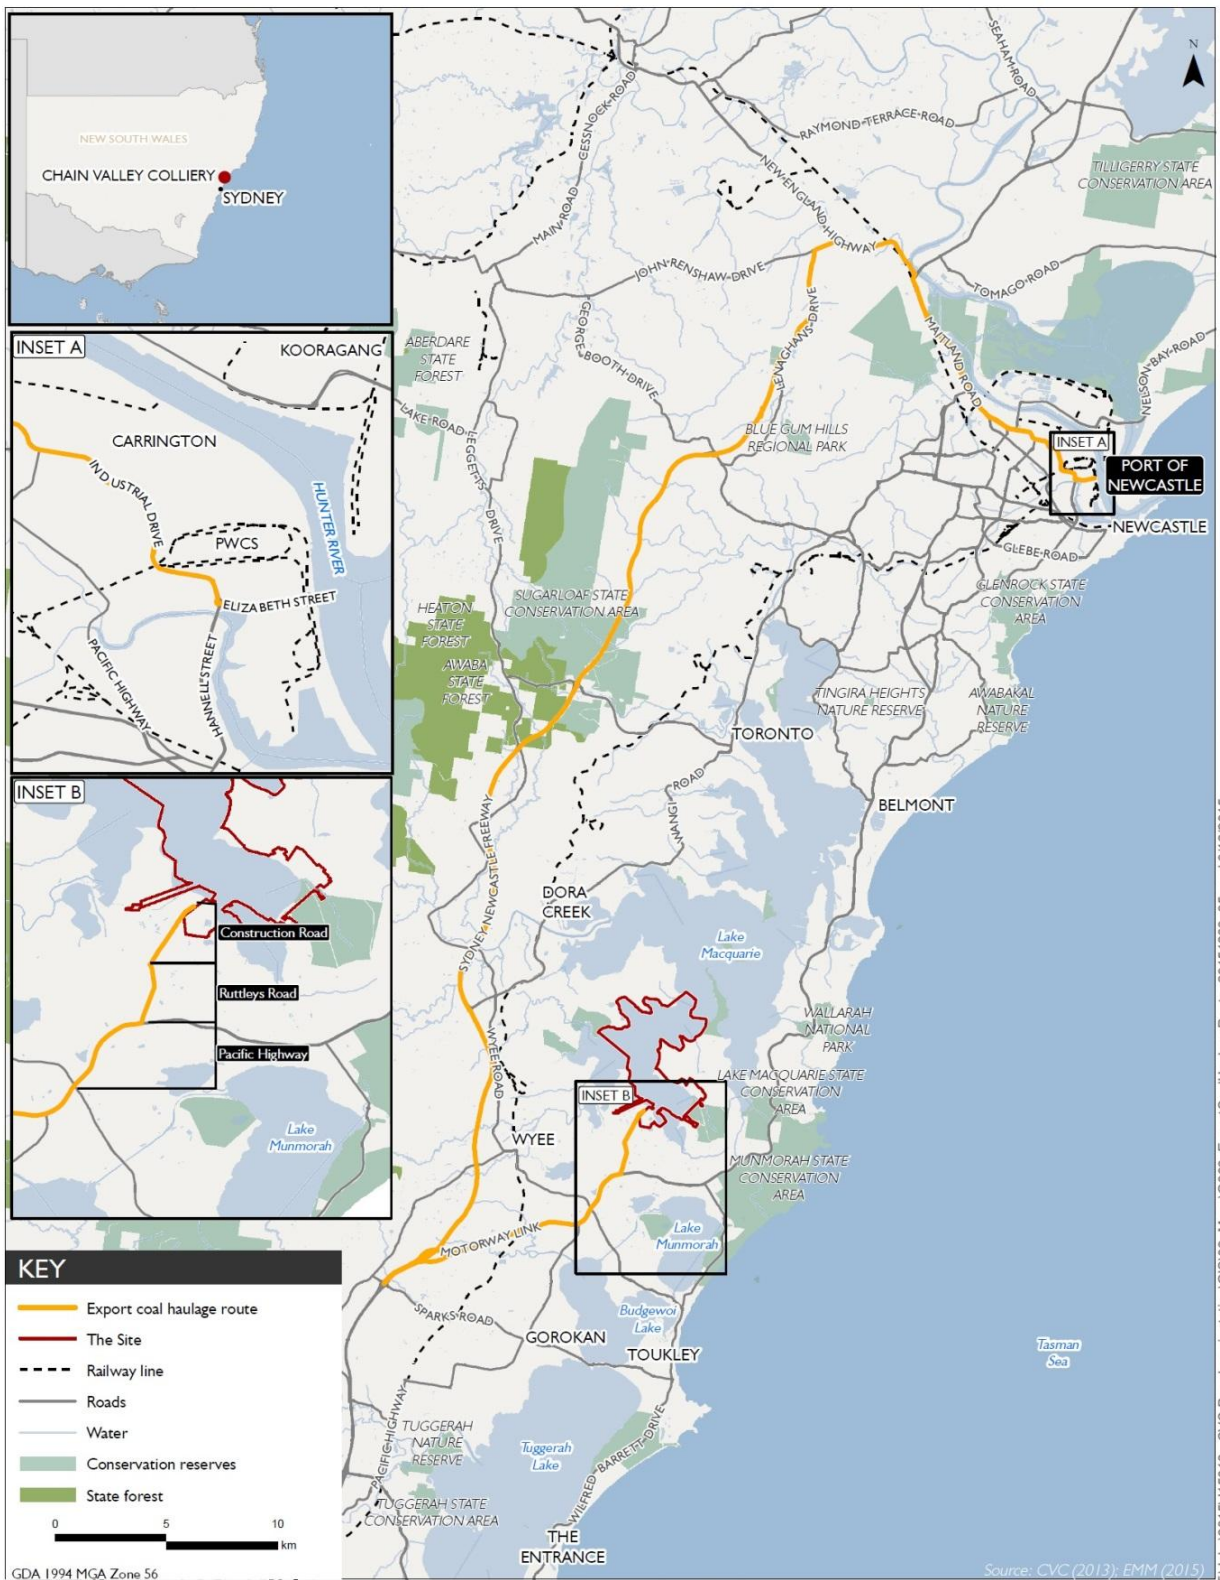 NEW SOUTH WALES
CHAIN VALLEY COLLIERY
SYDNEY
INSET A
KOORAGANG
CARRINGTON
INDUSTRIAL DRIVE
HUNTER RIVER
PWCS
ELIZABETH STREET
PACIFIC HIGHWAY
HANNELL STREET
INSET B
Construction Road
Ruttleys Road
Pacific Highway
Lake
Munmorah
KEY
Export coal haulage route
The Site
Railway line
Roads
Water
Conservation reserves
State forest
0 5 10
km
GDA 1994 MGA Zone 56
N
SEAHAM ROAD
CESSNOCK ROAD
RAYMOND TERRACE ROAD
NEW ENGLAND HIGHWAY
TILLIGERRY STATE
CONSERVATION AREA
MAIN ROAD
JOHN RENSHAW DRIVE
TOMAGO ROAD
GEORGE BOOTH DRIVE
LENAGHANS DRIVE
MAITLAND ROAD
NELSON BAY ROAD
ABERDARE
STATE
FOREST
LAKE ROAD
LEGGETTS DRIVE
BLUE GUM HILLS
REGIONAL PARK
INSET A
PORT OF
NEWCASTLE
NEWCASTLE
GLEBE ROAD
GLENROCK STATE
CONSERVATION
AREA
SUGARLOAF STATE
CONSERVATION AREA
HEATON
STATE
FOREST
AWABA
STATE
FOREST
TINGIRA HEIGHTS
NATURE RESERVE
AWABAKAL
NATURE
RESERVE
TORONTO
WANGI ROAD
BELMONT
SYDNEY-NEWCASTLE FREEWAY
DORA
CREEK
Lake
Macquarie
WALLARAH
NATIONAL
PARK
WYEE ROAD
LAKE MACQUARIE STATE
CONSERVATION
AREA
INSET B
WYEE
MUNMORAH STATE
CONSERVATION
AREA
MOTORWAY LINK
Lake
Munmorah
SPARKS ROAD
Budgewoi
Lake
GOROKAN
TOUKLEY
Tasman
Sea
PACIFIC HIGHWAY
TUGGERAH
NATURE
RESERVE
Tuggerah
Lake
WILFRED BARRETT DRIVE
TUGGERAH STATE
CONSERVATION AREA
THE
ENTRANCE
Source: CVC (2013); EMM (2015)